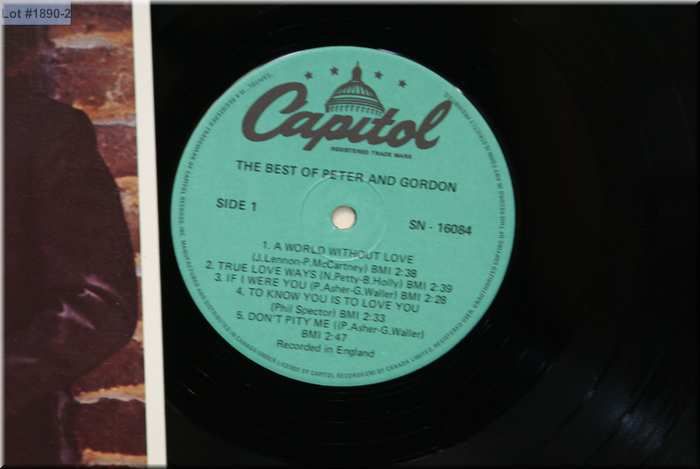 Lot #1890-2
Capitol
REGISTERED TRADE MARK
THE BEST OF PETER AND GORDON
SIDE 1
SN - 16084
1. A WORLD WITHOUT LOVE
(J.Lennon-P.McCartney) BMI 2:38
2. TRUE LOVE WAYS (N.Petty-B.Holly) BMI 2:39
3. IF I WERE YOU (P.Asher-G.Waller) BMI 2:28
4. TO KNOW YOU IS TO LOVE YOU
(Phil Spector) BMI 2:33
5. DON'T PITY ME ((P.Asher-G.Waller)
BMI 2:47
Recorded in England